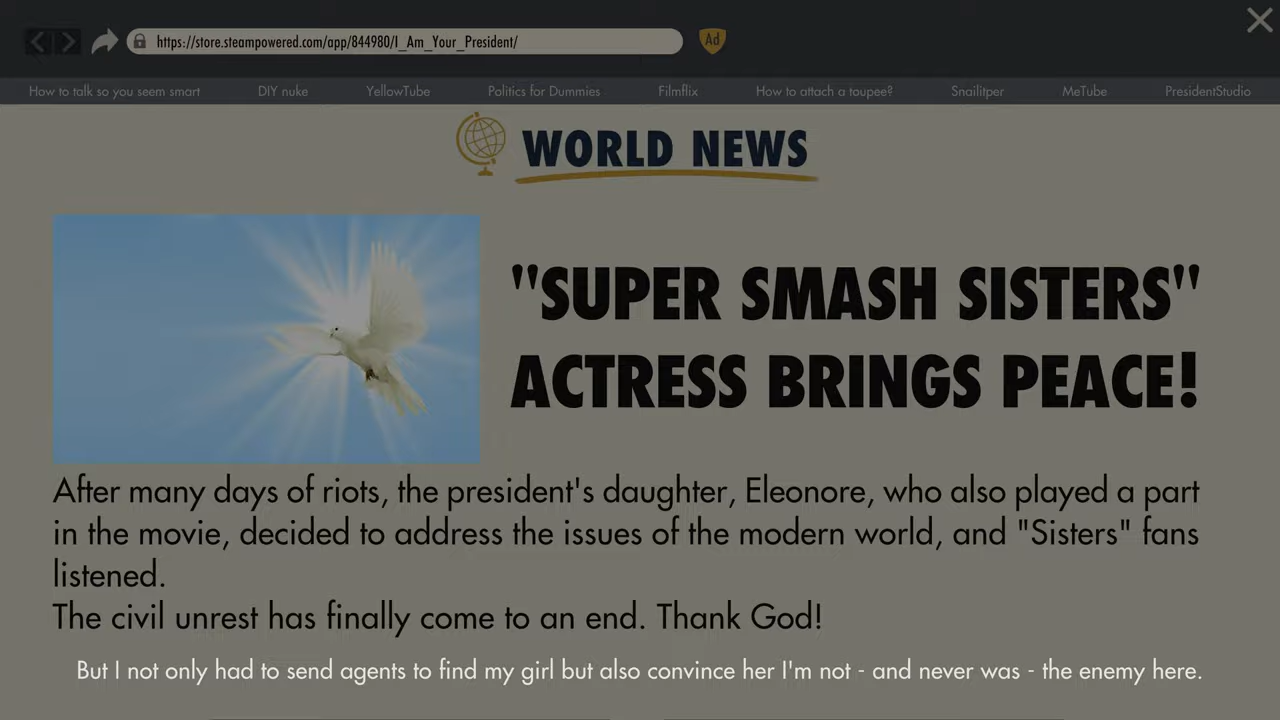 https://store.steampowered.com/app/844980/I_Am_Your_President/
Ad
How to talk so you seem smart
DIY nuke
YellowTube
Politics for Dummies
Filmflix
How to attach a toupee?
Snailitper
MeTube
PresidentStudio
WORLD NEWS
"SUPER SMASH SISTERS"
ACTRESS BRINGS PEACE!
After many days of riots, the president's daughter, Eleonore, who also played a part
in the movie, decided to address the issues of the modern world, and "Sisters" fans
listened.
The civil unrest has finally come to an end. Thank God!
But I not only had to send agents to find my girl but also convince her I'm not - and never was - the enemy here.